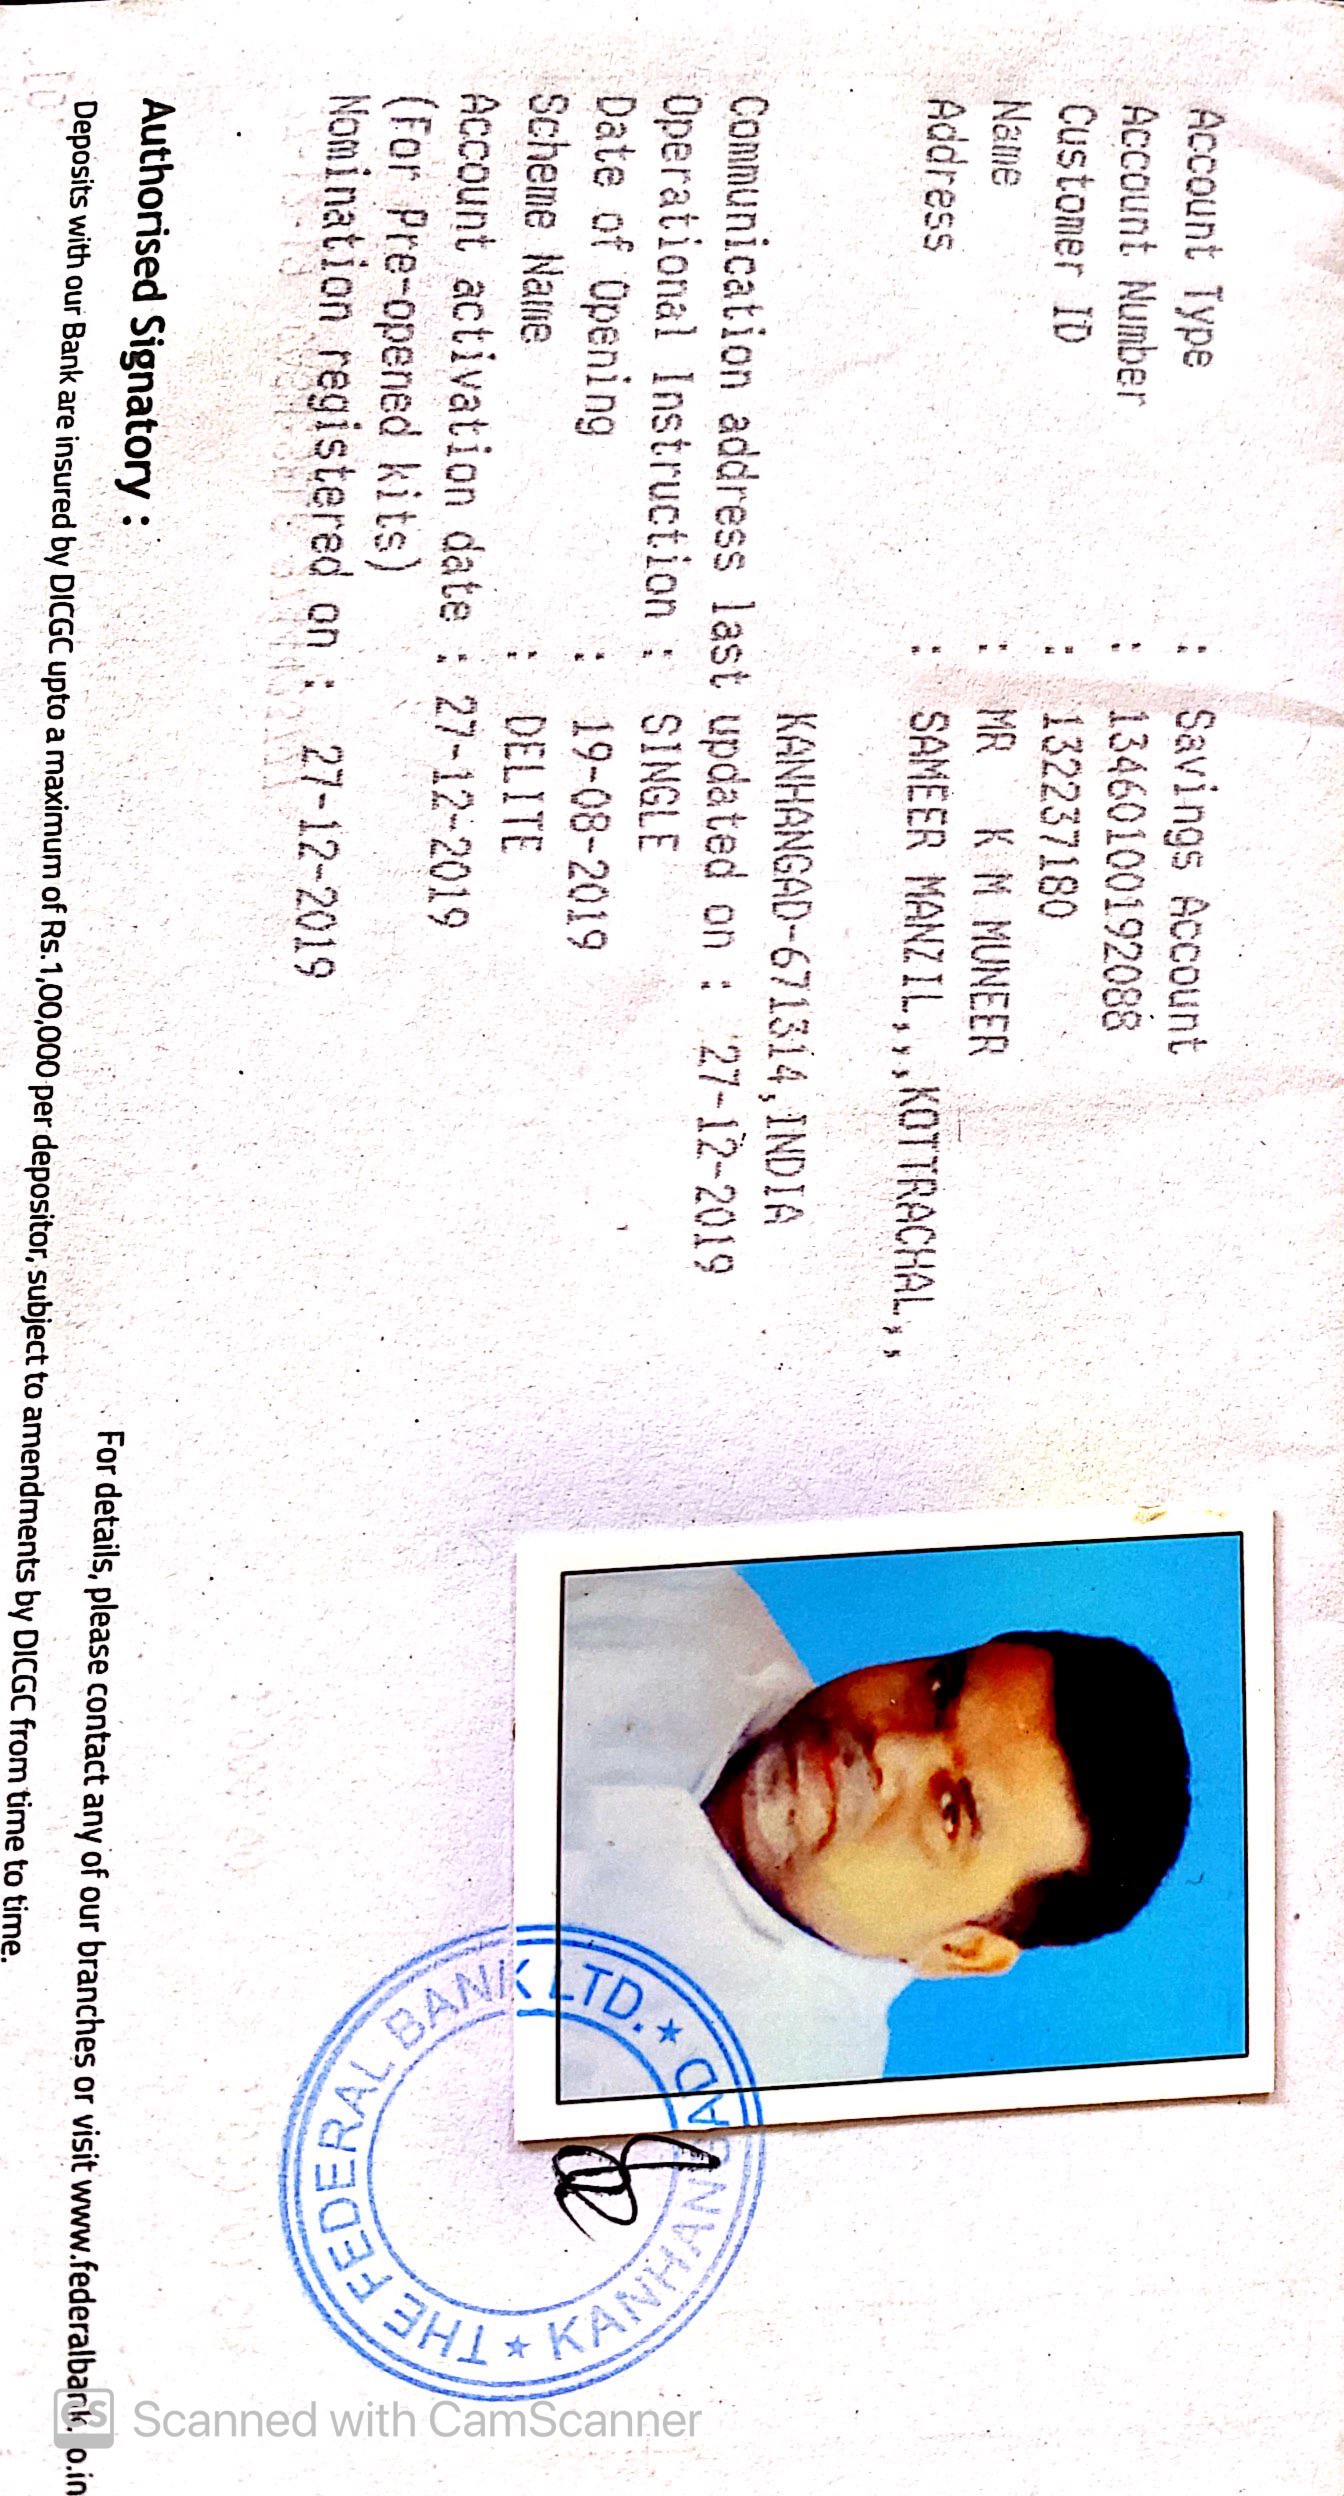 Account Type : Savings Account
Account Number : 13460100192088
Customer ID : 132237180
Name : MR K M MUNEER
Address : SAMEER MANZIL,,,KOTTRACHAL,,
KANHANGAD-671314,INDIA
Communication address last updated on : 27-12-2019
Operational Instruction : SINGLE
Date of Opening : 19-08-2019
Scheme Name : DELITE
Account activation date : 27-12-2019
(For Pre-opened kits)
Nomination registered on : 27-12-2019
THE FEDERAL BANK LTD. ★ KANHANGAD ★
Authorised Signatory :
For details, please contact any of our branches or visit www.federalbank. o.in
Deposits with our Bank are insured by DICGC upto a maximum of Rs.1,00,000 per depositor, subject to amendments by DICGC from time to time.
CS Scanned with CamScanner